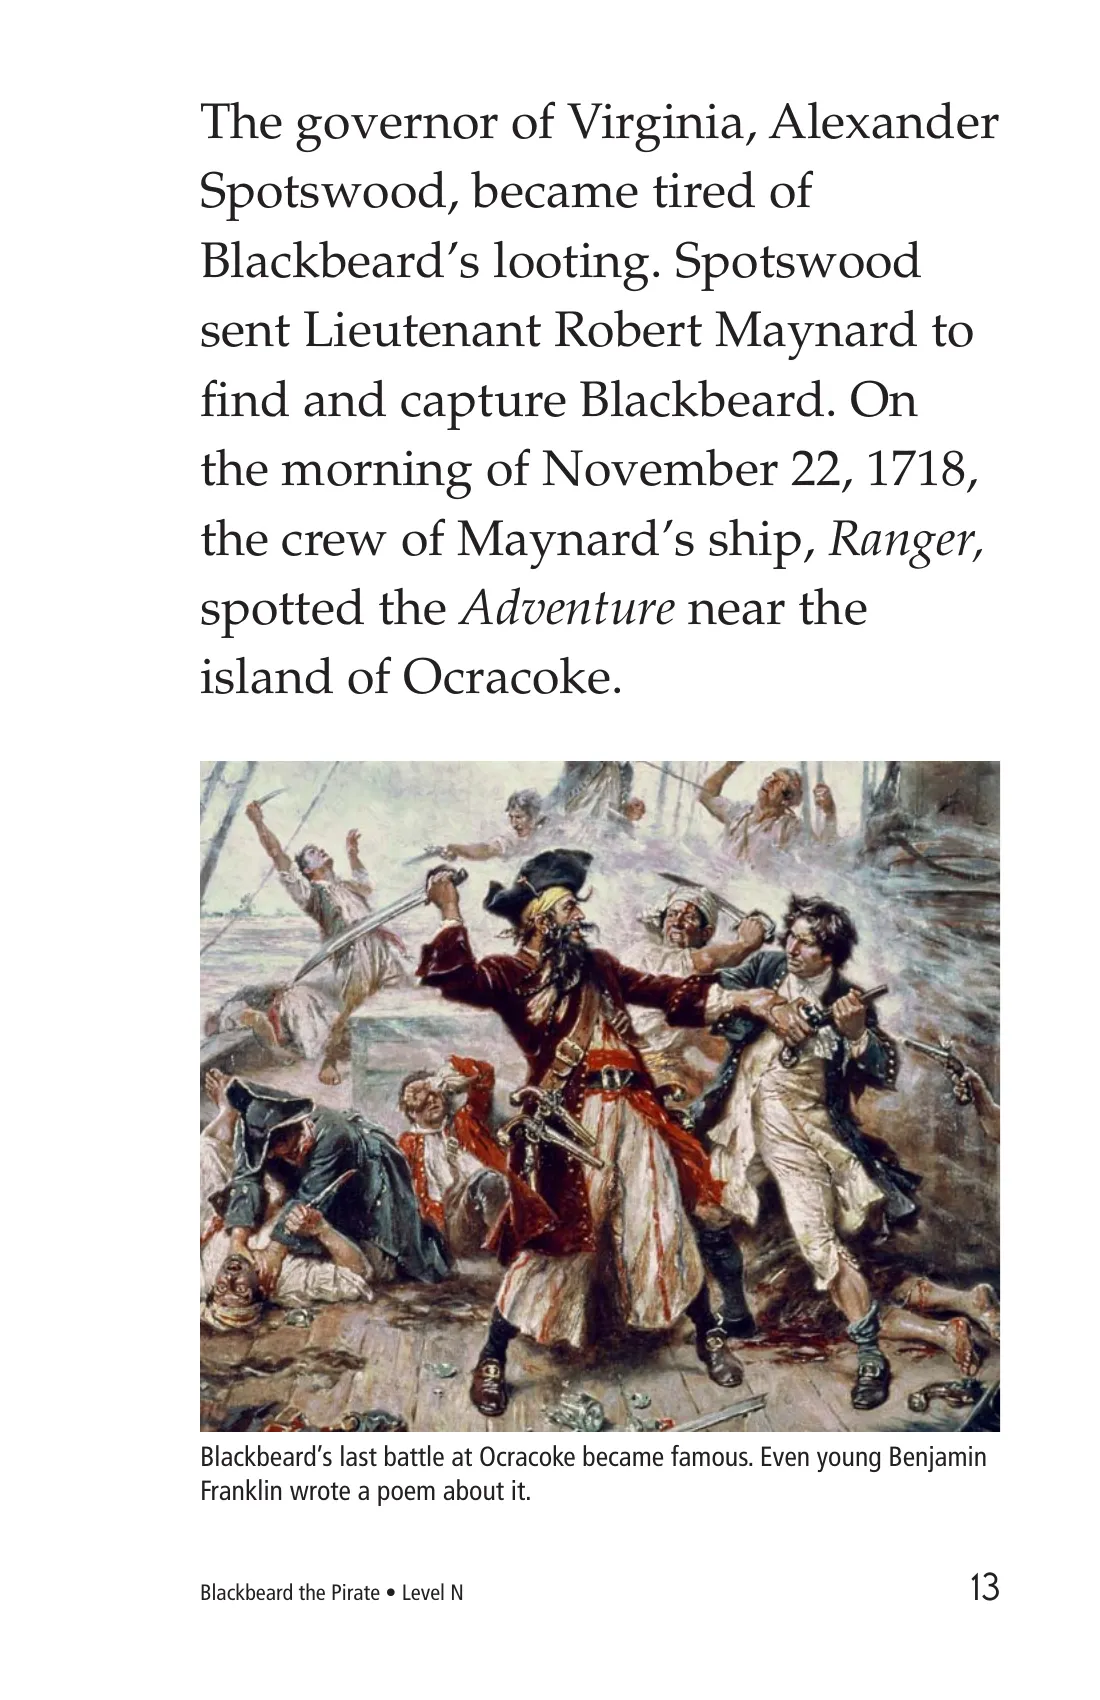 The governor of Virginia, Alexander
Spotswood, became tired of
Blackbeard’s looting. Spotswood
sent Lieutenant Robert Maynard to
find and capture Blackbeard. On
the morning of November 22, 1718,
the crew of Maynard’s ship, Ranger,
spotted the Adventure near the
island of Ocracoke.
Blackbeard’s last battle at Ocracoke became famous. Even young Benjamin
Franklin wrote a poem about it.
Blackbeard the Pirate • Level N
13